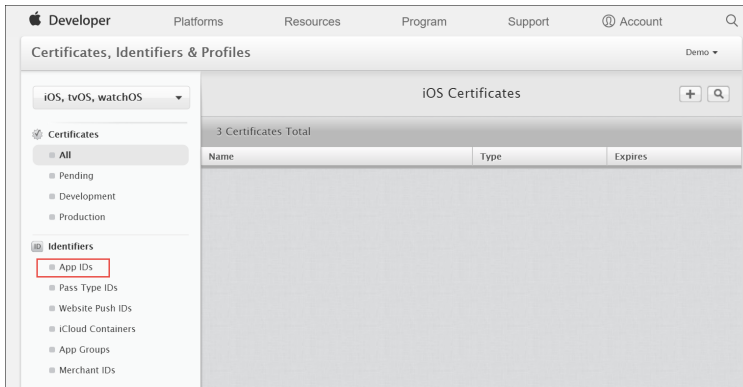 Developer Platforms Resources Program Support Account
Certificates, Identifiers & Profiles Demo
iOS, tvOS, watchOS iOS Certificates
Certificates
All
Pending
Development
Production
3 Certificates Total
Name Type Expires
ID Identifiers
App IDs
Pass Type IDs
Website Push IDs
iCloud Containers
App Groups
Merchant IDs